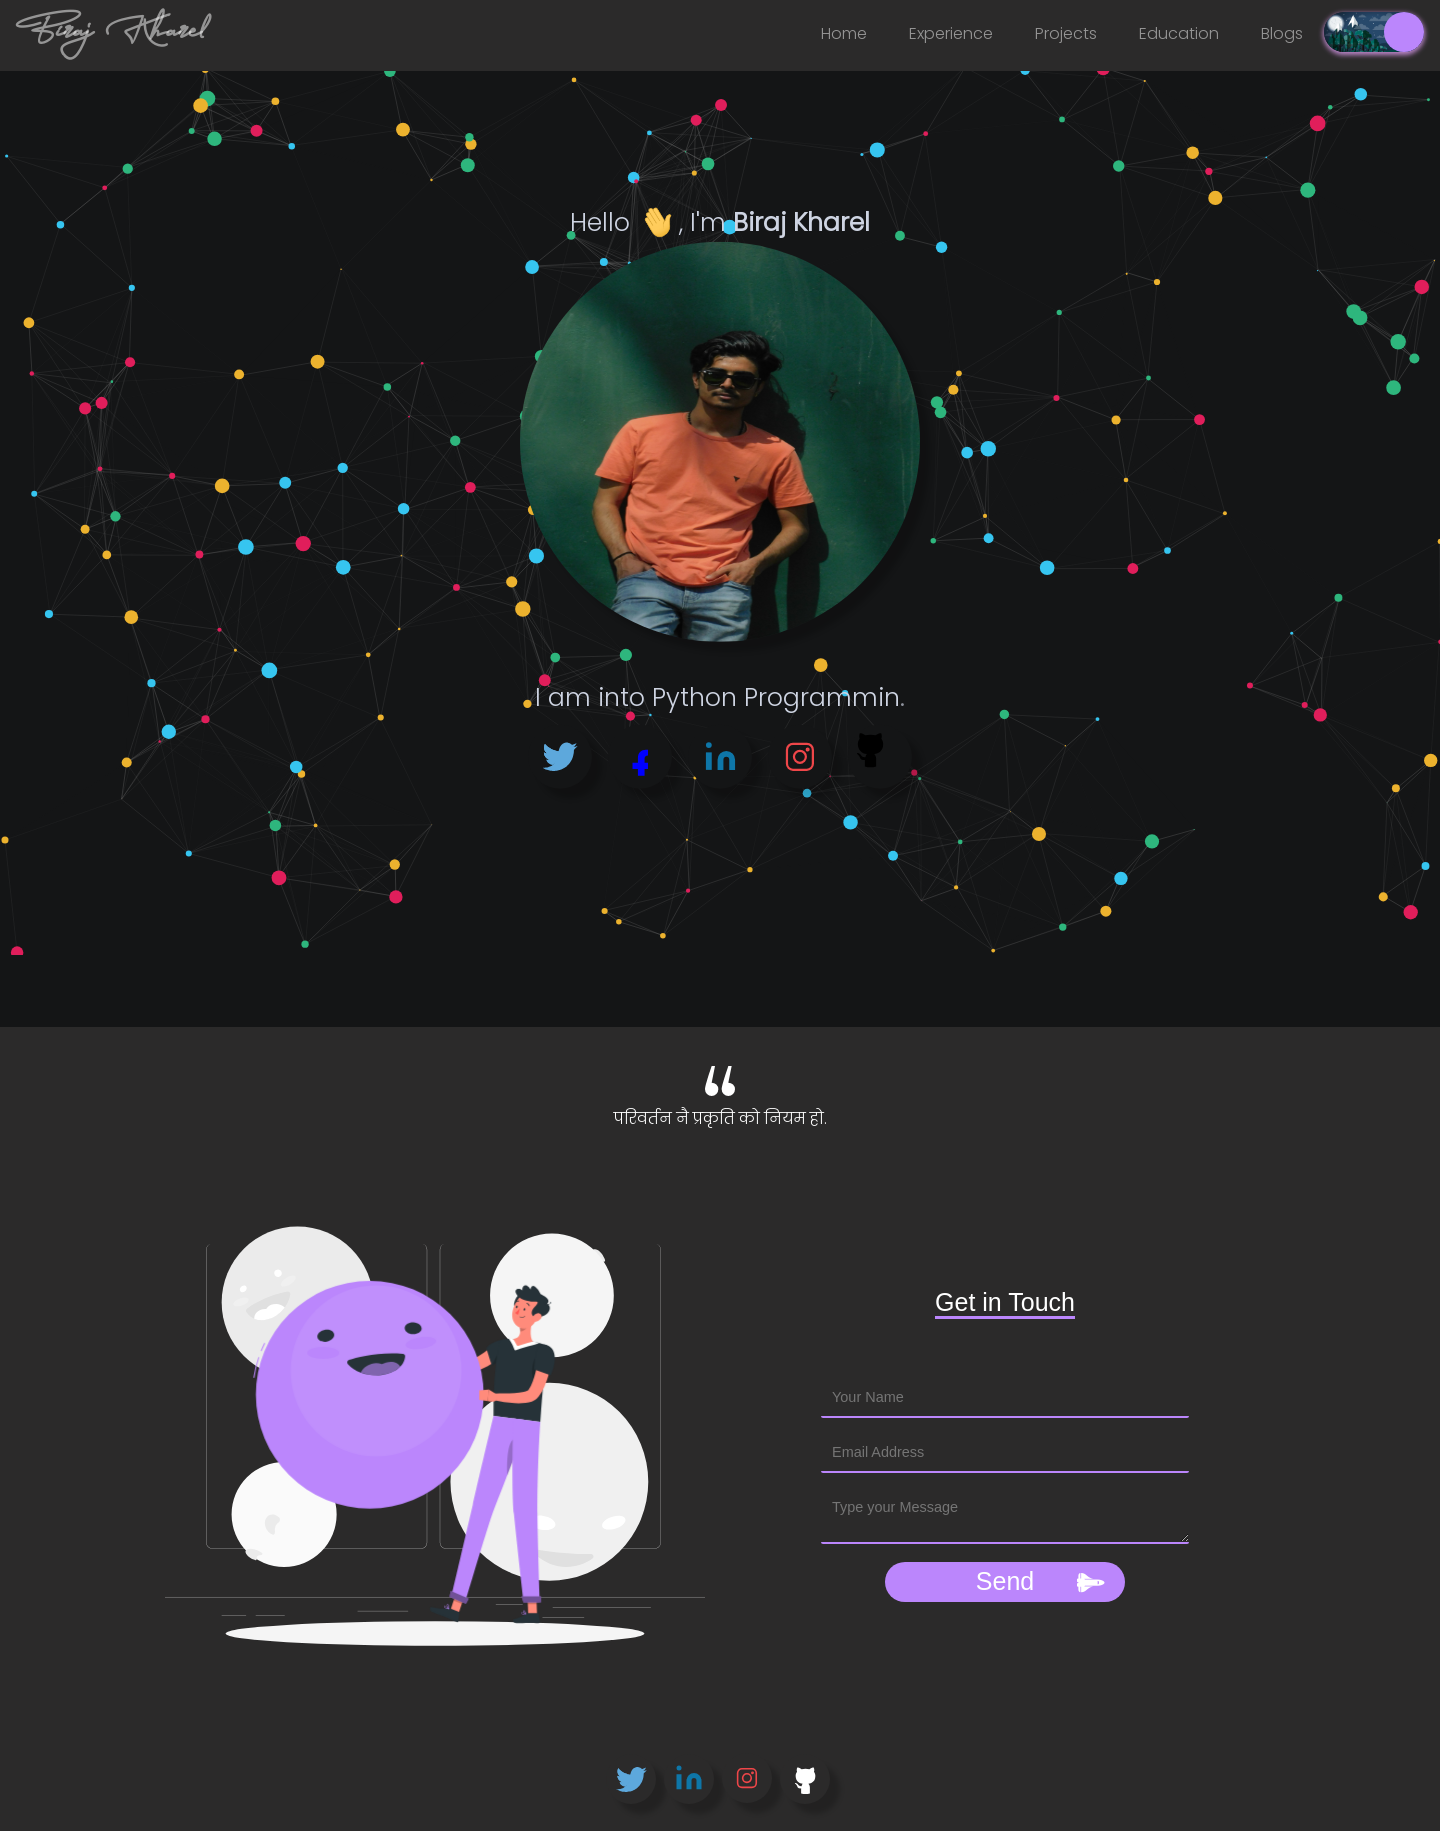 Biraj Kharel
Home Experience Projects Education Blogs
Hello 👋, I'm Biraj Kharel
I am into Python Programmin.
“
परिवर्तन नै प्रकृति को नियम हो.
Get in Touch
Your Name
Email Address
Type your Message
Send